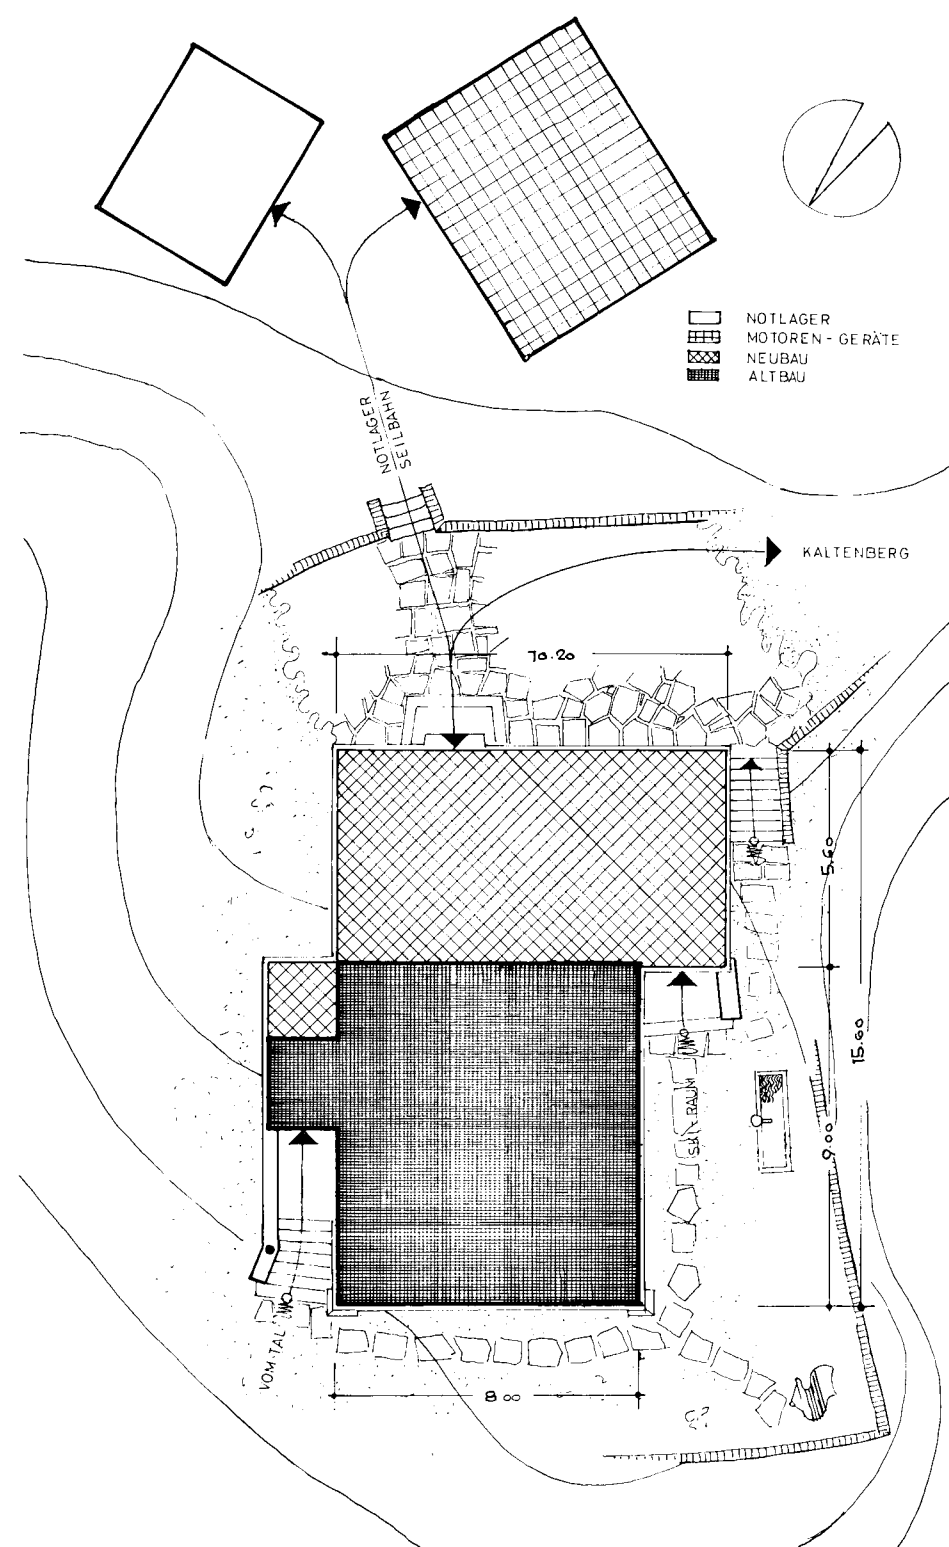 NOTLAGER
MOTOREN - GERÄTE
NEUBAU
ALTBAU
NOTLAGER
SEILBAHN
KALTENBERG
10.20
5.60
15.60
9.00
SKI-RAUM
VOM TAL
8.00